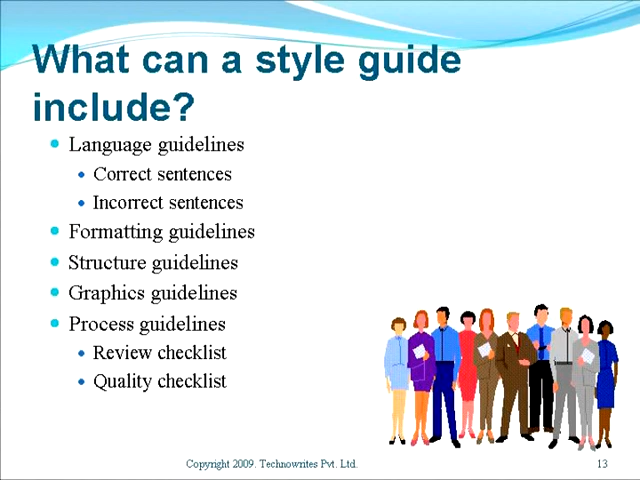 What can a style guide
include?
Language guidelines
Correct sentences
Incorrect sentences
Formatting guidelines
Structure guidelines
Graphics guidelines
Process guidelines
Review checklist
Quality checklist
Copyright 2009. Technowrites Pvt. Ltd.
13